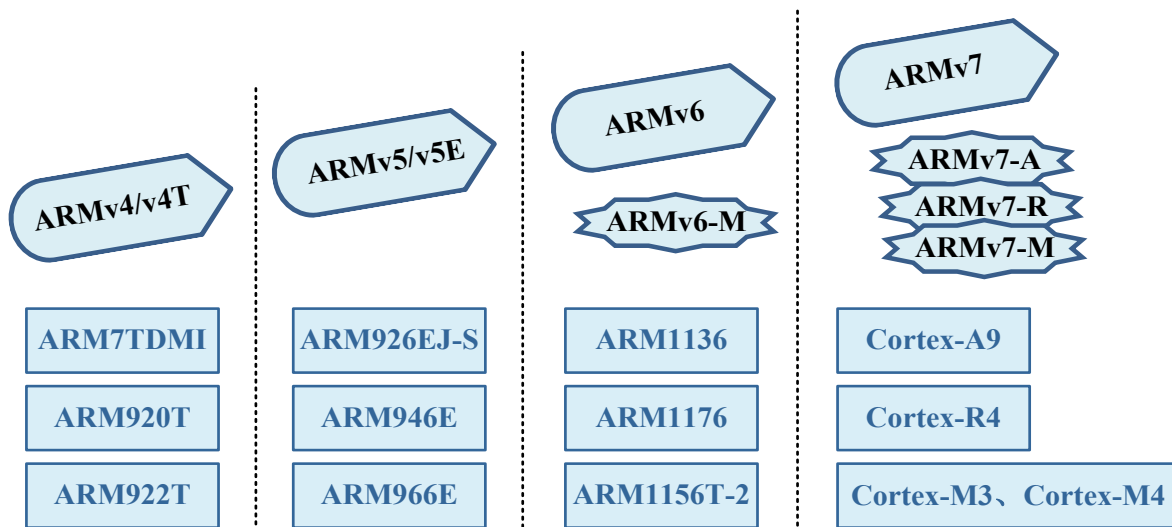 ARMv4/v4T
ARM7TDMI
ARM920T
ARM922T
ARMv5/v5E
ARM926EJ-S
ARM946E
ARM966E
ARMv6
ARMv6-M
ARM1136
ARM1176
ARM1156T-2
ARMv7
ARMv7-A
ARMv7-R
ARMv7-M
Cortex-A9
Cortex-R4
Cortex-M3、Cortex-M4